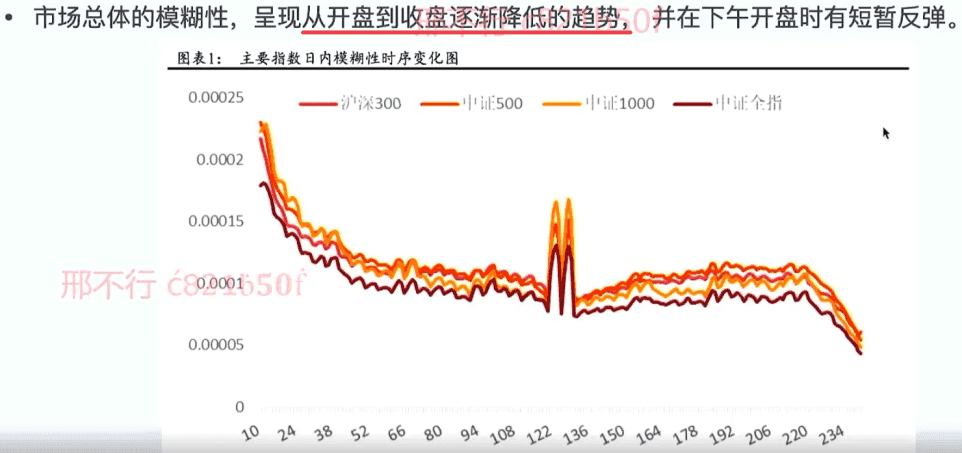 • 市场总体的模糊性，呈现从开盘到收盘逐渐降低的趋势，并在下午开盘时有短暂反弹。
图表1： 主要指数日内模糊性时序变化图
沪深300 中证500 中证1000 中证全指
0.00025
0.0002
0.00015
0.0001
0.00005
0
10 24 38 52 66 80 94 108 122 136 150 164 178 192 206 220 234
邢不行